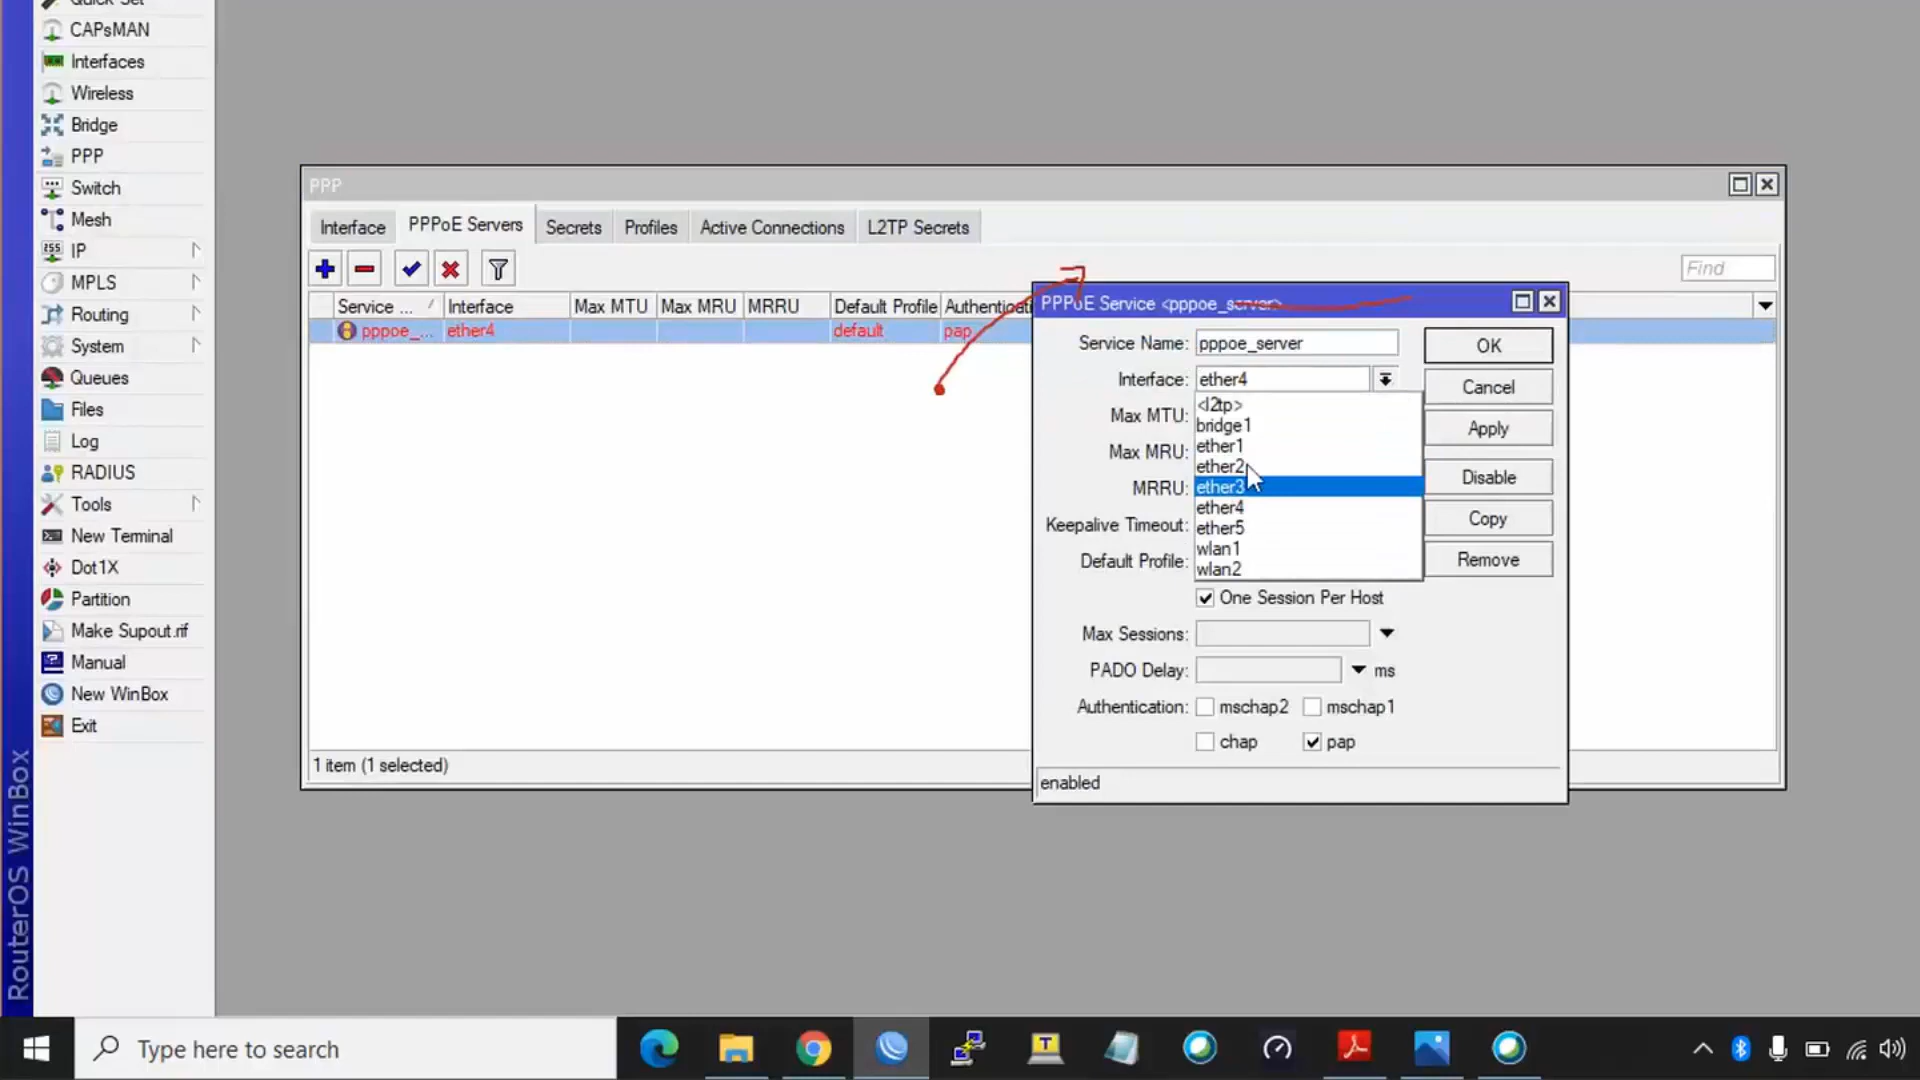 Quick Set
CAPsMAN
Interfaces
Wireless
Bridge
PPP
Switch
Mesh
IP
MPLS
Routing
System
Queues
Files
Log
RADIUS
Tools
New Terminal
Dot1X
Partition
Make Supout.rif
Manual
New WinBox
Exit
RouterOS WinBox
PPP
Interface PPPoE Servers Secrets Profiles Active Connections L2TP Secrets
Find
Service ... Interface Max MTU Max MRU MRRU Default Profile Authenticati
pppoe_... ether4 default pap
1 item (1 selected)
PPPoE Service <pppoe_server>
Service Name: pppoe_server OK
Interface: ether4 Cancel
Max MTU: Apply
Max MRU:
MRRU: Disable
Keepalive Timeout: Copy
Default Profile: Remove
<l2tp>
bridge1
ether1
ether2
ether3
ether4
ether5
wlan1
wlan2
One Session Per Host
Max Sessions:
PADO Delay: ms
Authentication: mschap2 mschap1
chap pap
enabled
Type here to search